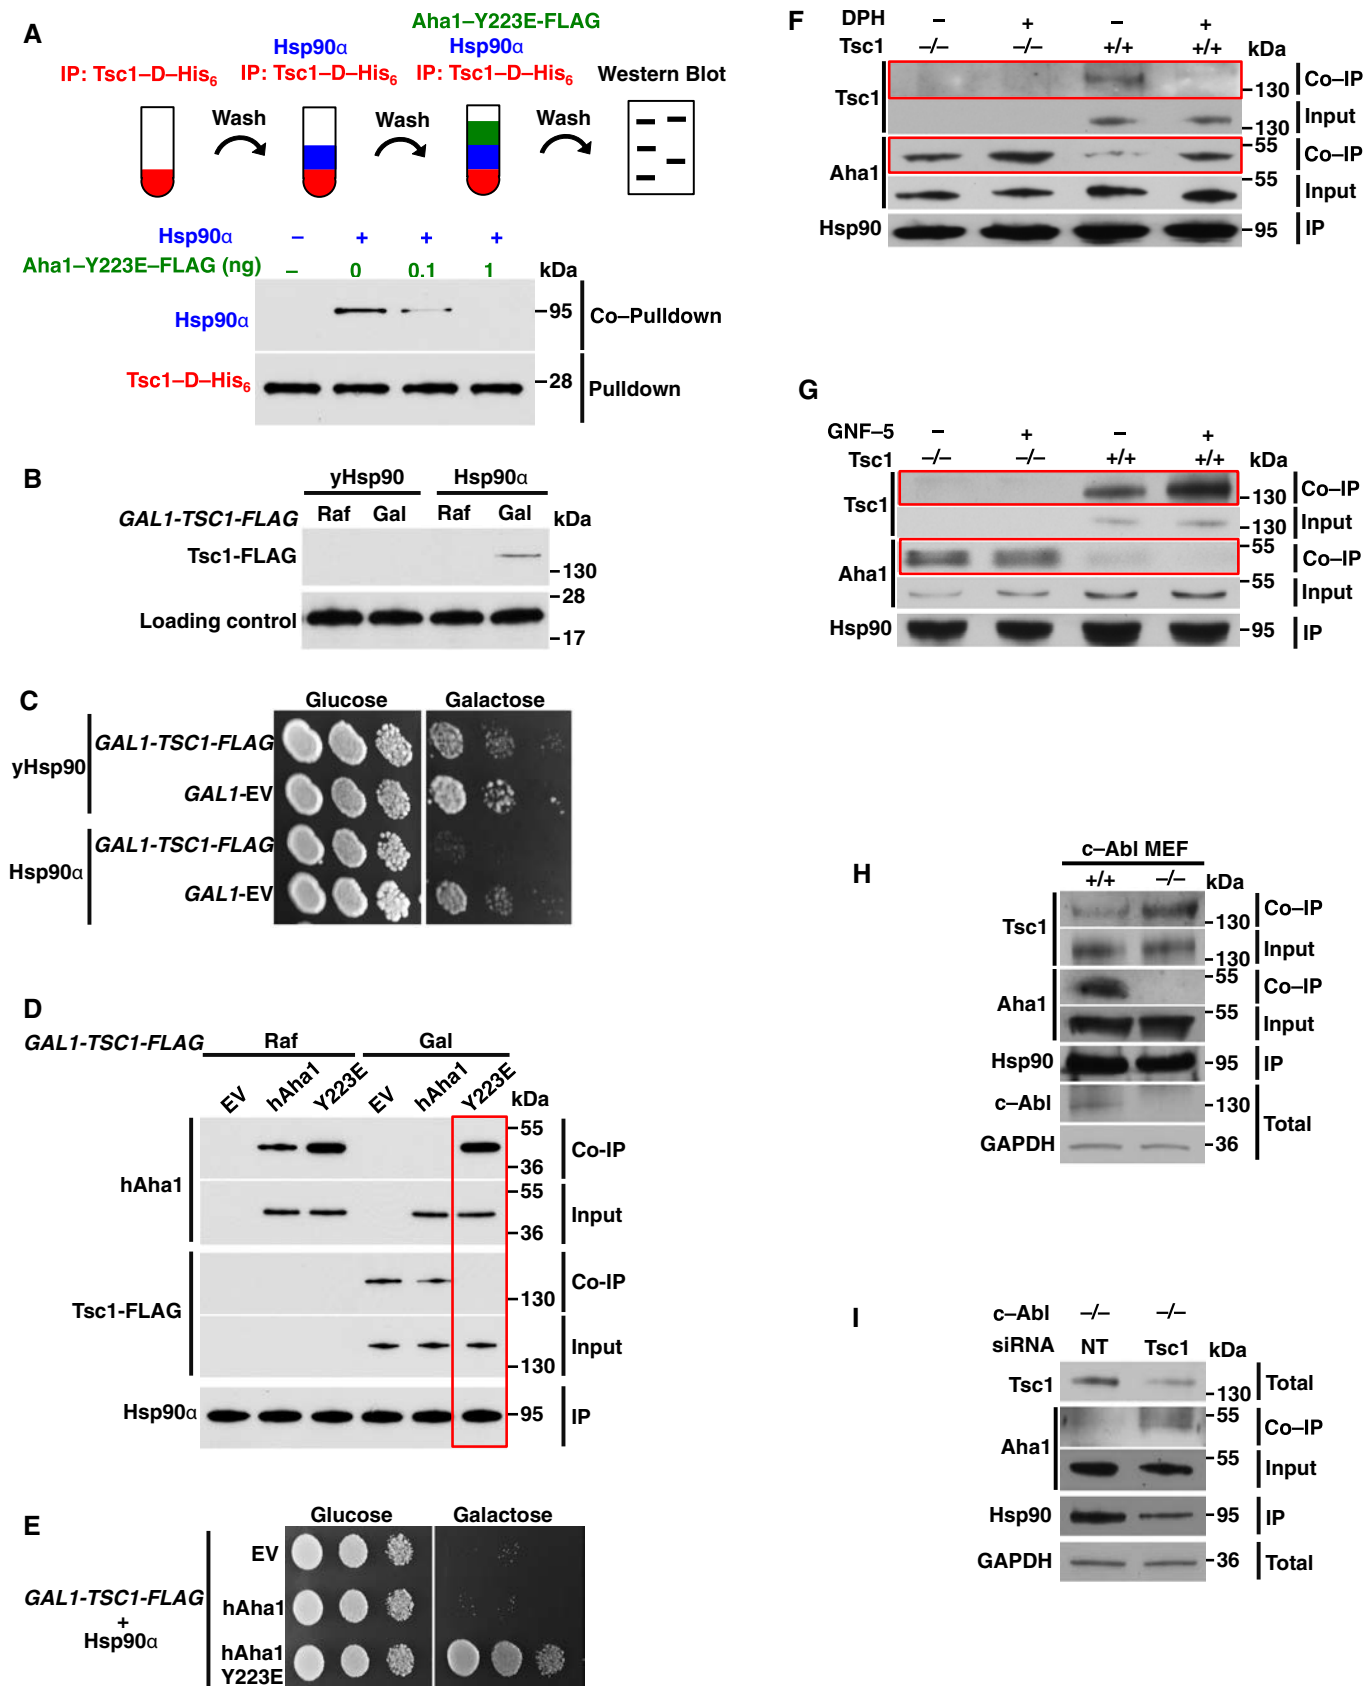 A
Aha1–Y223E-FLAG
Hsp90α Hsp90α
IP: Tsc1–D–His6 IP: Tsc1–D–His6 IP: Tsc1–D–His6 Western Blot
Wash Wash Wash
Hsp90α – + + +
Aha1–Y223E–FLAG (ng) – 0 0.1 1 kDa
Hsp90α 95 Co–Pulldown
Tsc1–D–His6 28 Pulldown
B
yHsp90 Hsp90α
GAL1-TSC1-FLAG Raf Gal Raf Gal kDa
Tsc1-FLAG 130
28
Loading control 17
C
Glucose Galactose
yHsp90 GAL1-TSC1-FLAG
GAL1-EV
Hsp90α GAL1-TSC1-FLAG
GAL1-EV
D
GAL1-TSC1-FLAG Raf Gal
EV hAha1 Y223E EV hAha1 Y223E kDa
hAha1 55 36 Co-IP
55 36 Input
Tsc1-FLAG 130 Co-IP
130 Input
Hsp90α 95 IP
E
Glucose Galactose
GAL1-TSC1-FLAG + Hsp90α
EV
hAha1
hAha1 Y223E
F
DPH – + – +
Tsc1 –/– –/– +/+ +/+ kDa
Tsc1 130 Co–IP
130 Input
Aha1 55 Co–IP
55 Input
Hsp90 95 IP
G
GNF–5 – + – +
Tsc1 –/– –/– +/+ +/+ kDa
Tsc1 130 Co–IP
130 Input
Aha1 55 Co–IP
55 Input
Hsp90 95 IP
H
c–Abl MEF
+/+ –/– kDa
Tsc1 130 Co–IP
130 Input
Aha1 55 Co–IP
55 Input
Hsp90 95 IP
c–Abl 130 Total
GAPDH 36
I
c–Abl –/– –/–
siRNA NT Tsc1 kDa
Tsc1 130 Total
Aha1 55 Co–IP
55 Input
Hsp90 95 IP
GAPDH 36 Total